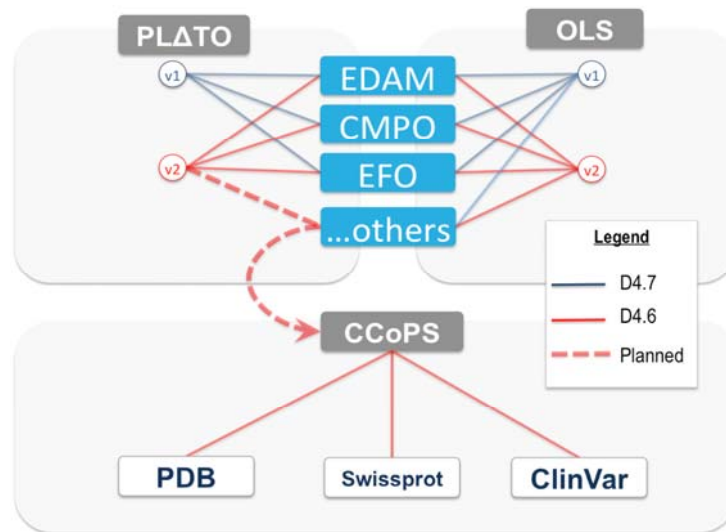 PLΔTO
OLS
v1
EDAM
v1
CMPO
v2
EFO
v2
...others
Legend
D4.7
D4.6
Planned
CCoPS
PDB
Swissprot
ClinVar